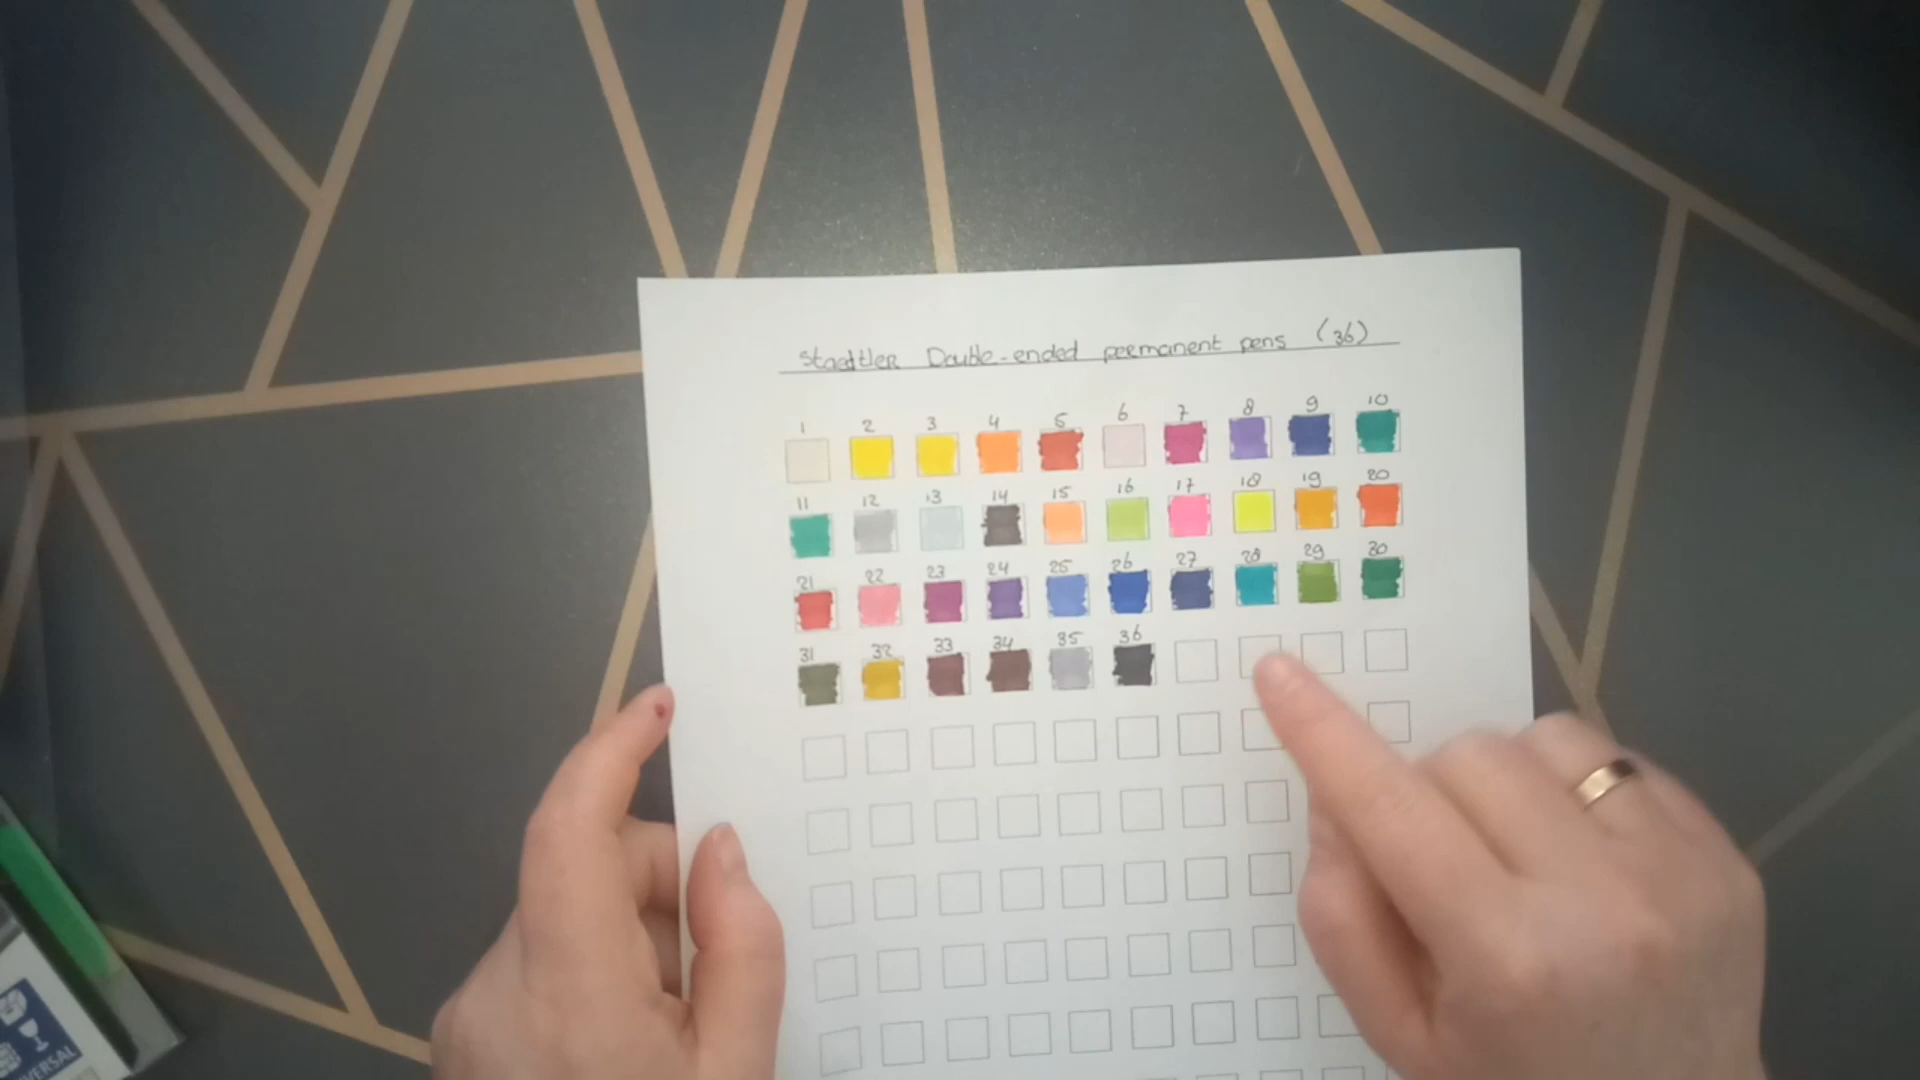 Staedtler Double-ended permanent pens (36)
1 2 3 4 5 6 7 8 9 10
11 12 13 14 15 16 17 18 19 20
21 22 23 24 25 26 27 28 29 30
31 32 33 34 35 36